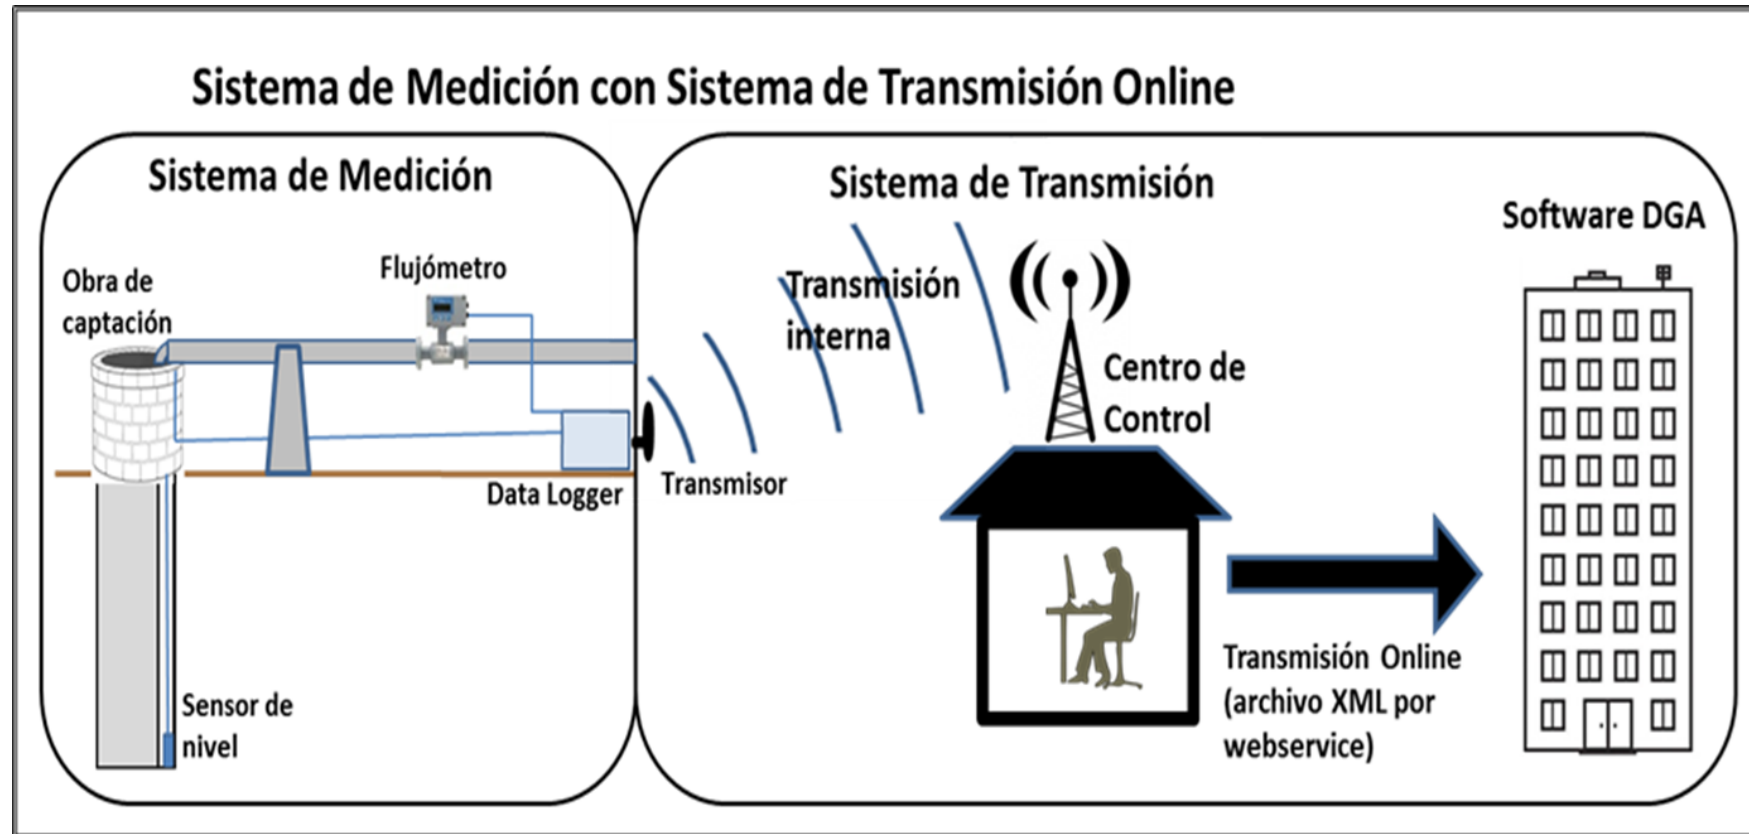 Sistema de Medición con Sistema de Transmisión Online
Sistema de Medición
Obra de
captación
Flujómetro
Data Logger
Sensor de
nivel
Sistema de Transmisión
Transmisión
interna
Transmisor
Centro de
Control
Transmisión Online
(archivo XML por
webservice)
Software DGA